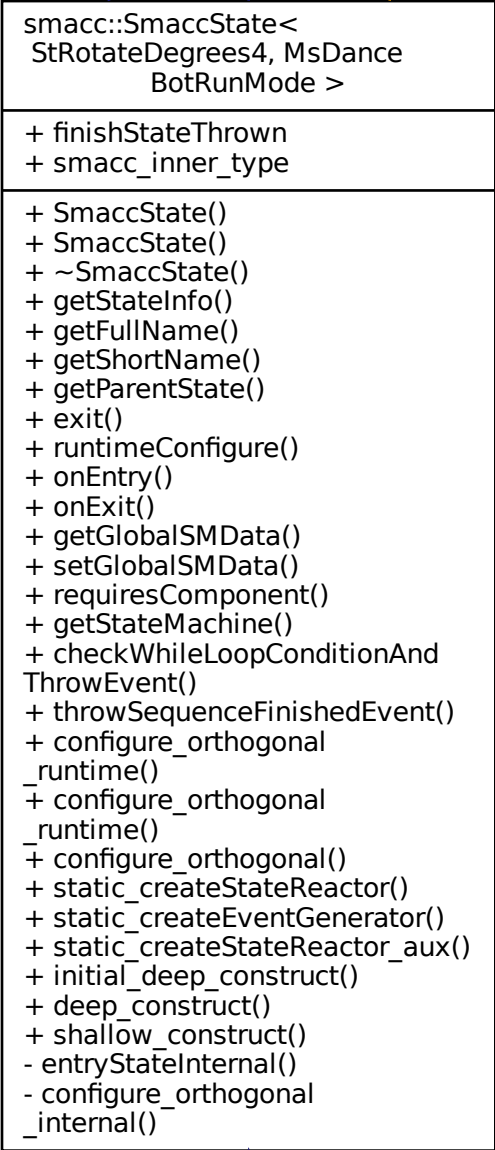 smacc::SmaccState<
StRotateDegrees4, MsDance
BotRunMode >
+ finishStateThrown
+ smacc_inner_type
+ SmaccState()
+ SmaccState()
+ ~SmaccState()
+ getStateInfo()
+ getFullName()
+ getShortName()
+ getParentState()
+ exit()
+ runtimeConfigure()
+ onEntry()
+ onExit()
+ getGlobalSMData()
+ setGlobalSMData()
+ requiresComponent()
+ getStateMachine()
+ checkWhileLoopConditionAnd
ThrowEvent()
+ throwSequenceFinishedEvent()
+ configure_orthogonal
_runtime()
+ configure_orthogonal
_runtime()
+ configure_orthogonal()
+ static_createStateReactor()
+ static_createEventGenerator()
+ static_createStateReactor_aux()
+ initial_deep_construct()
+ deep_construct()
+ shallow_construct()
- entryStateInternal()
- configure_orthogonal
_internal()